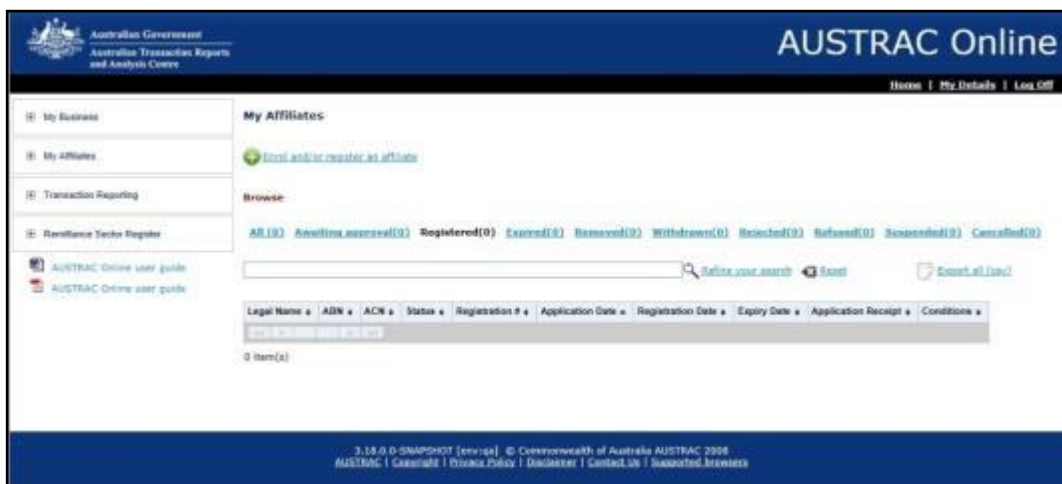 Australian Government
Australian Transaction Reports
and Analysis Centre
AUSTRAC Online
Home | My Details | Log Off
My Business
My Affiliates
Transaction Reporting
Remittance Sector Register
AUSTRAC Online user guide
AUSTRAC Online user guide
My Affiliates
Enrol and/or register an affiliate
Browse
All (0) Awaiting approval(0) Registered(0) Expired(0) Removed(0) Withdrawn(0) Rejected(0) Refused(0) Suspended(0) Cancelled(0)
Refine your search Reset Export all (csv)
Legal Name ABN ACN Status Registration # Application Date Registration Date Expiry Date Application Receipt Conditions
0 item(s)
3.18.0.0-SNAPSHOT [env:qa] © Commonwealth of Australia AUSTRAC 2008
AUSTRAC | Copyright | Privacy Policy | Disclaimer | Contact Us | Supported browsers